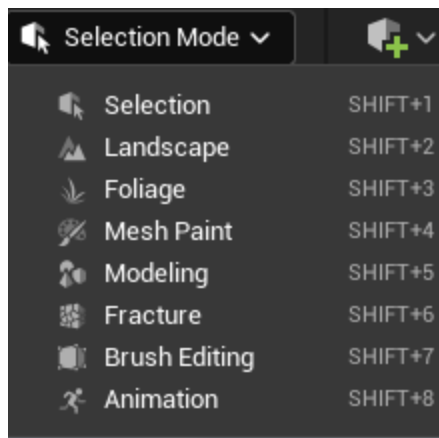 Selection Mode
Selection SHIFT+1
Landscape SHIFT+2
Foliage SHIFT+3
Mesh Paint SHIFT+4
Modeling SHIFT+5
Fracture SHIFT+6
Brush Editing SHIFT+7
Animation SHIFT+8